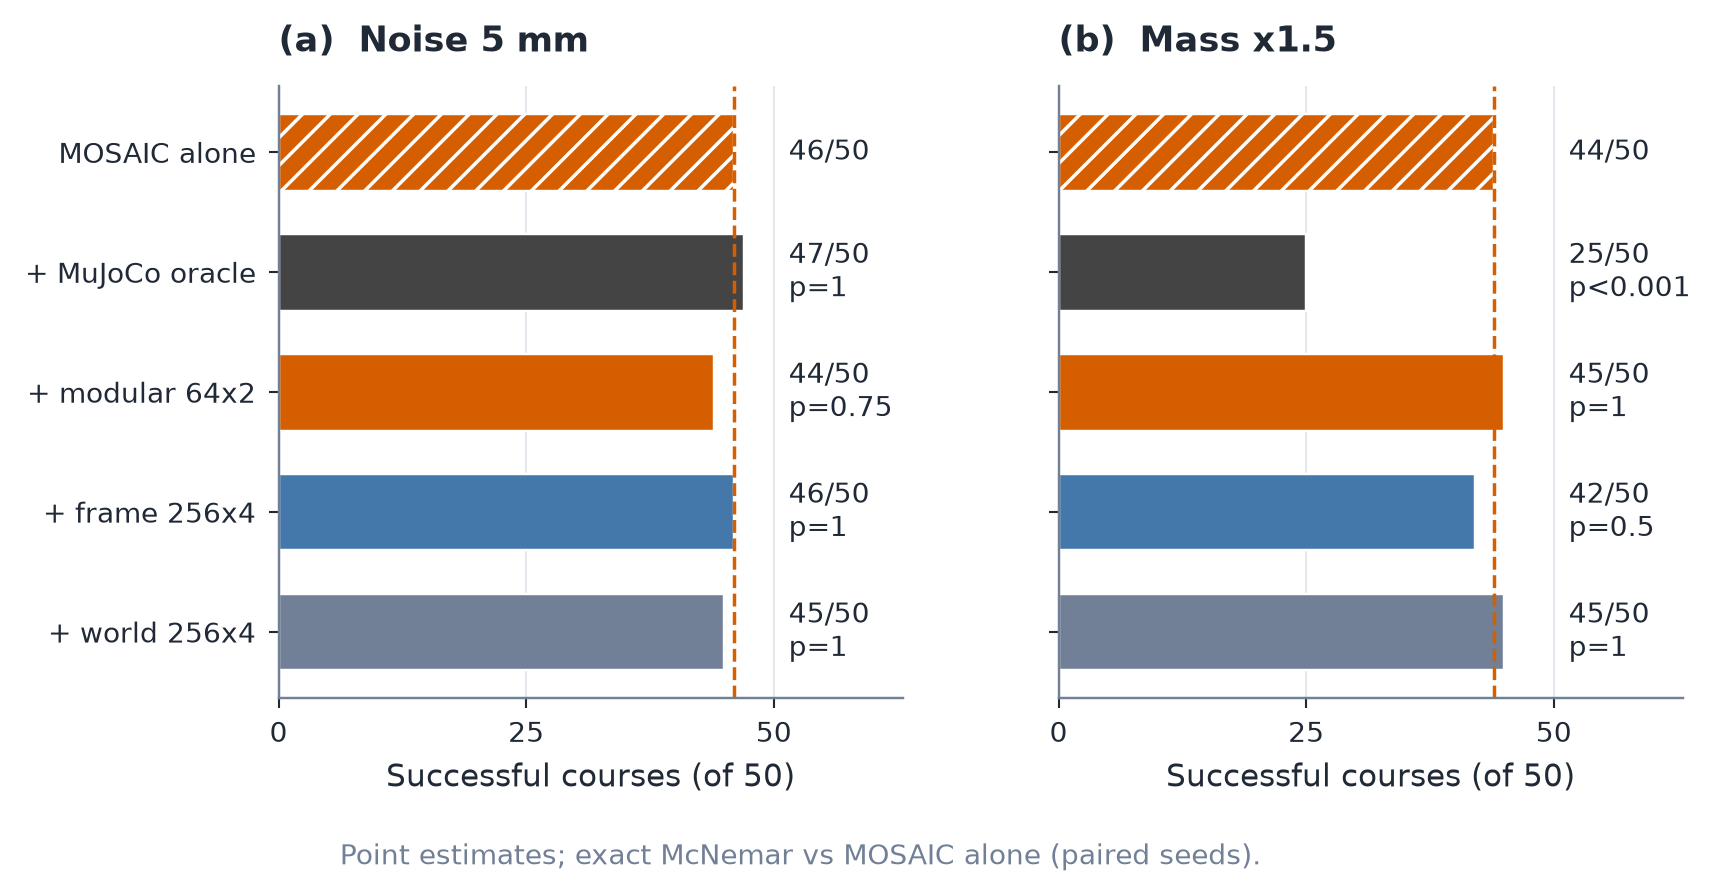 (a)  Noise 5 mm
MOSAIC alone
46/50
+ MuJoCo oracle
47/50
p=1
+ modular 64x2
44/50
p=0.75
+ frame 256x4
46/50
p=1
+ world 256x4
45/50
p=1
0
25
50
Successful courses (of 50)
(b)  Mass x1.5
44/50
25/50
p<0.001
45/50
p=1
42/50
p=0.5
45/50
p=1
0
25
50
Successful courses (of 50)
Point estimates; exact McNemar vs MOSAIC alone (paired seeds).